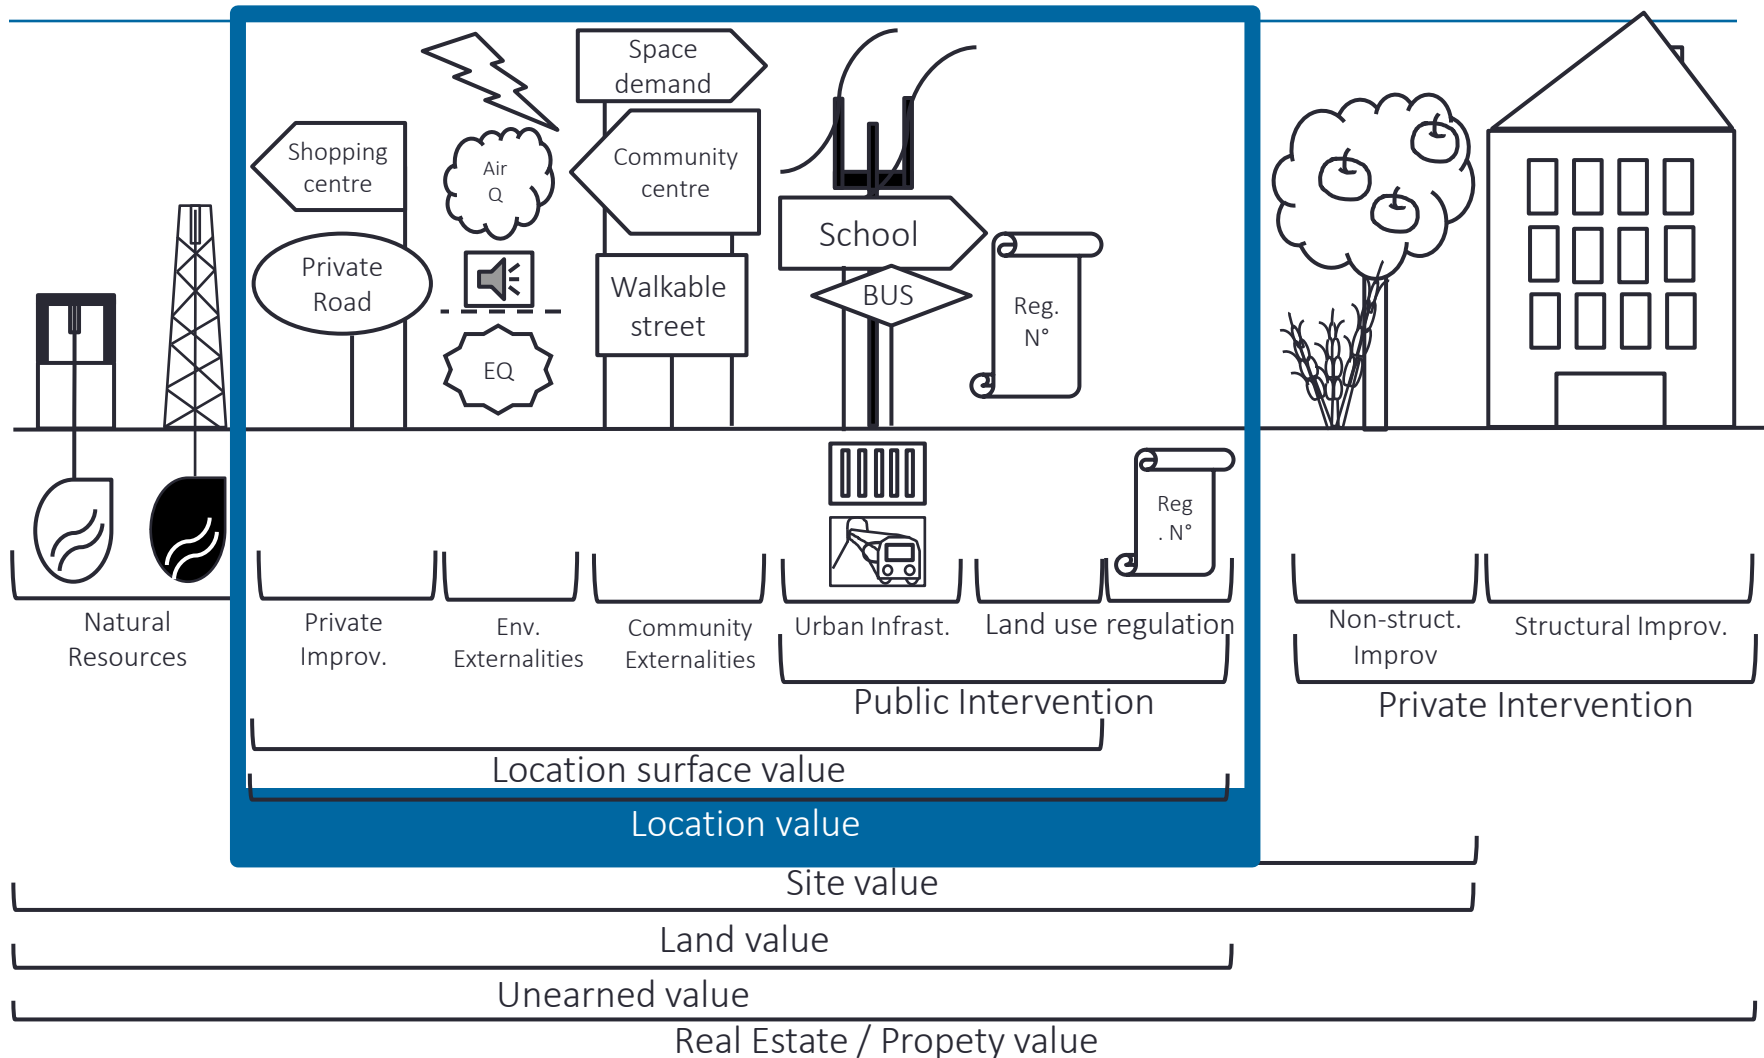 Space
demand
Shopping
centre
Air
Q
Community
centre
School
Private
Road
Walkable
street
BUS
Reg.
N°
EQ
Reg
. N°
Natural
Resources
Private
Improv.
Env.
Externalities
Community
Externalities
Urban Infrast.
Land use regulation
Non-struct.
Improv
Structural Improv.
Public Intervention
Private Intervention
Location surface value
Location value
Site value
Land value
Unearned value
Real Estate / Propety value